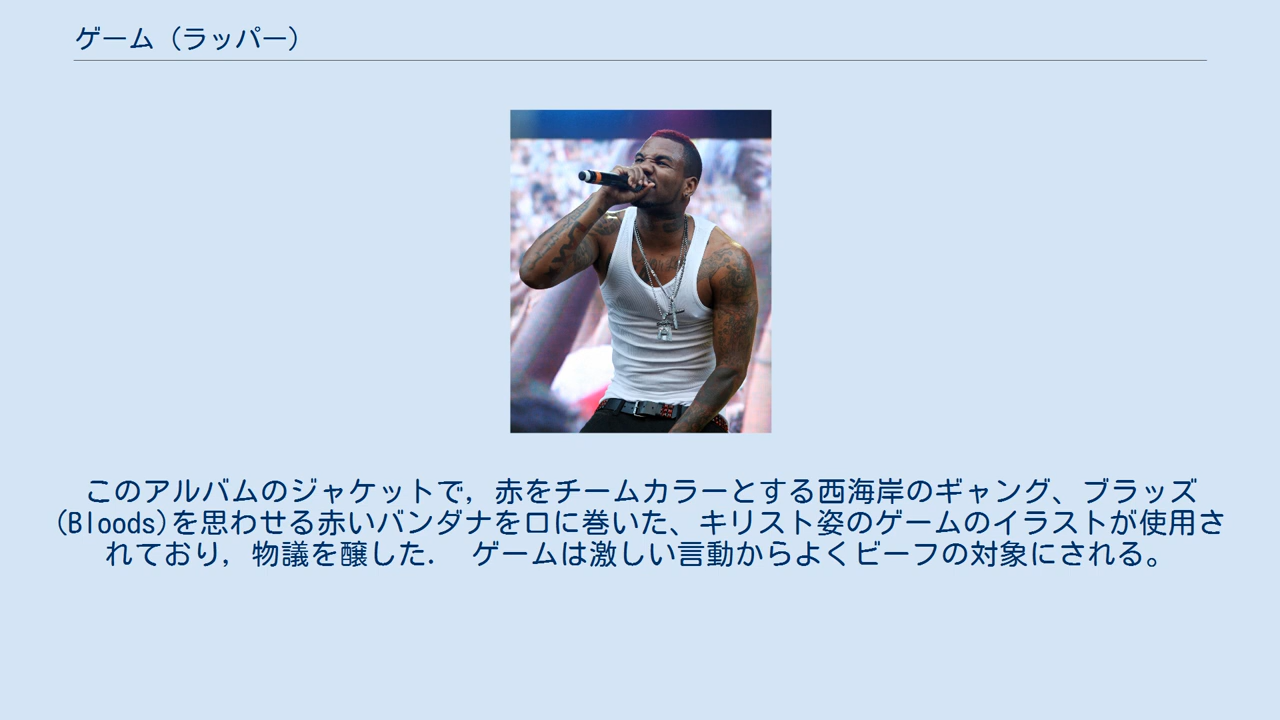 ゲーム（ラッパー）
このアルバムのジャケットで，赤をチームカラーとする西海岸のギャング、ブラッズ
(Bloods)を思わせる赤いバンダナを口に巻いた、キリスト姿のゲームのイラストが使用さ
れており，物議を醸した． ゲームは激しい言動からよくビーフの対象にされる。